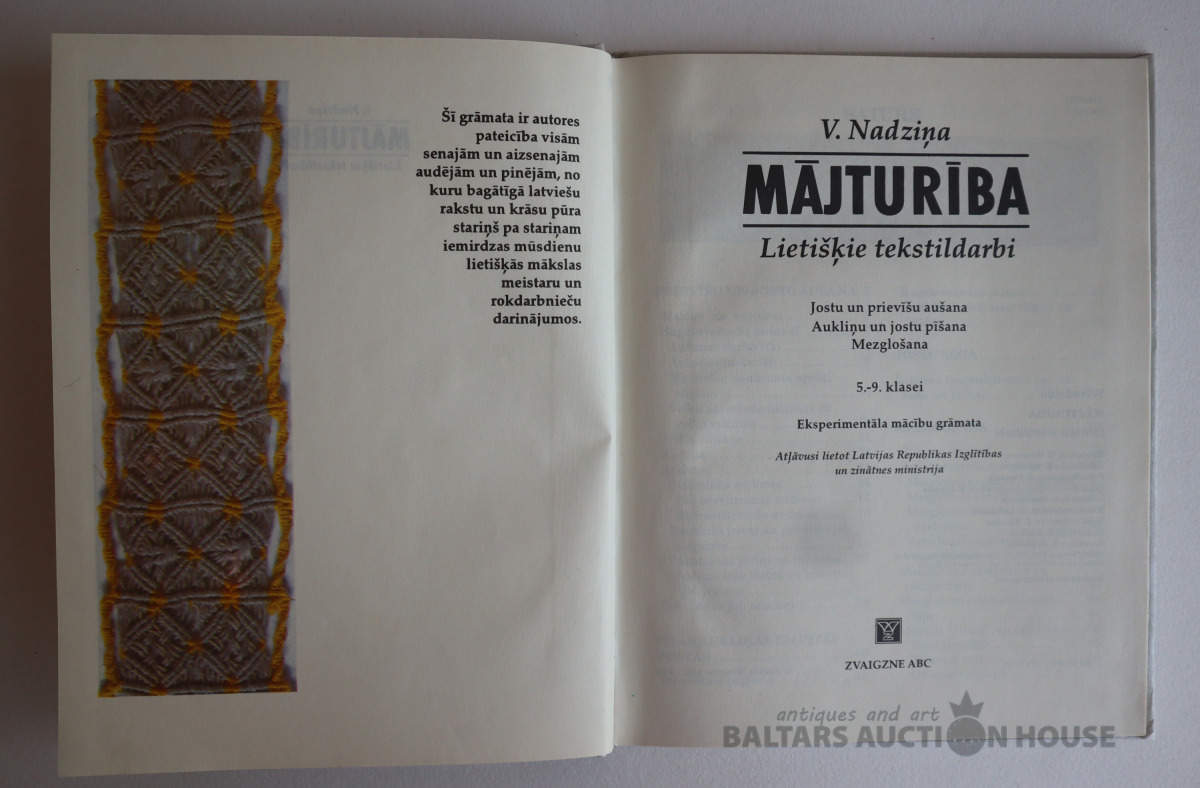 Šī grāmata ir autores
pateicība visām
senajām un aizsenajām
audējām un pinējām, no
kuru bagātīgā latviešu
rakstu un krāsu pūra
stariņš pa stariņam
iemirdzas mūsdienu
lietišķās mākslas
meistaru un
rokdarbnieču
darinājumos.
V. Nadziņa
MĀJTURĪBA
Lietišķie tekstildarbi
Jostu un prievīšu aušana
Aukliņu un jostu pīšana
Mezglošana
5.-9. klasei
Eksperimentāla mācību grāmata
Atļāvusi lietot Latvijas Republikas Izglītības
un zinātnes ministrija
ZVAIGZNE ABC
antiques and art
BALTARS AUCTION HOUSE